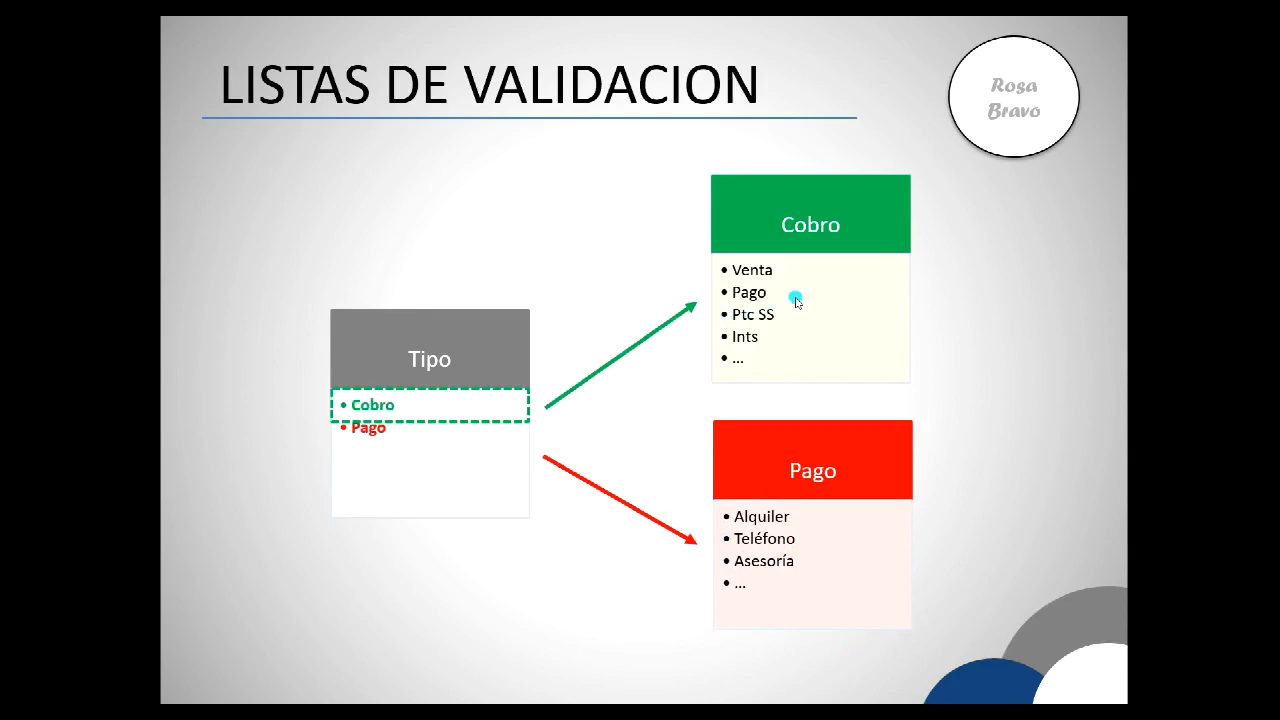 LISTAS DE VALIDACION
Rosa
Bravo
Tipo
• Cobro
• Pago
Cobro
• Venta
• Pago
• Ptc SS
• Ints
• ...
Pago
• Alquiler
• Teléfono
• Asesoría
• ...